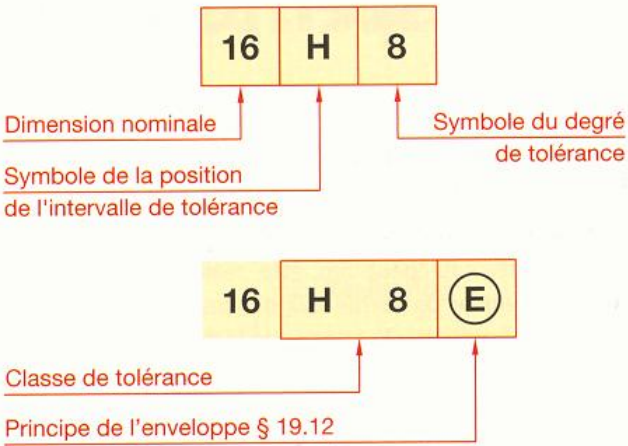 16 H 8
Dimension nominale
Symbole du degré
de tolérance
Symbole de la position
de l'intervalle de tolérance
16 H 8 E
Classe de tolérance
Principe de l'enveloppe § 19.12